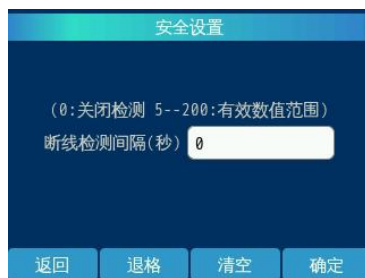 安全设置
(0:关闭检测 5--200:有效数值范围)
断线检测间隔(秒) 0
返回 退格 清空 确定